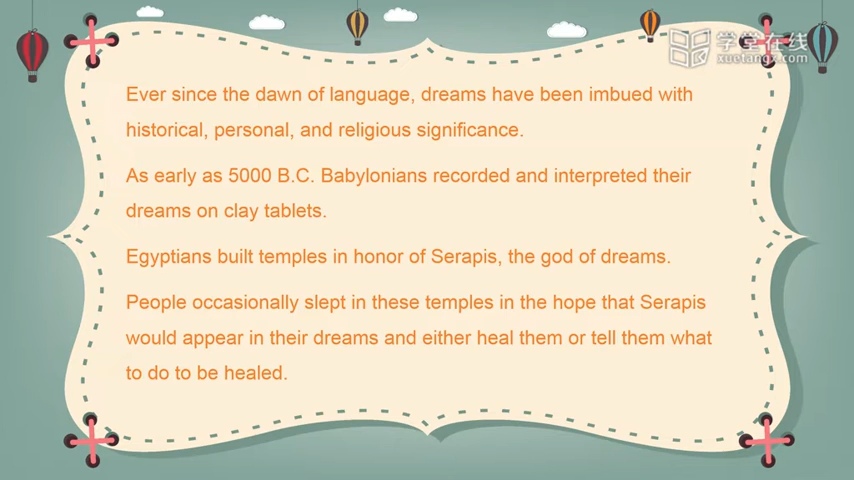 学堂在线
xuetangz.com
Ever since the dawn of language, dreams have been imbued with
historical, personal, and religious significance.
As early as 5000 B.C. Babylonians recorded and interpreted their
dreams on clay tablets.
Egyptians built temples in honor of Serapis, the god of dreams.
People occasionally slept in these temples in the hope that Serapis
would appear in their dreams and either heal them or tell them what
to do to be healed.